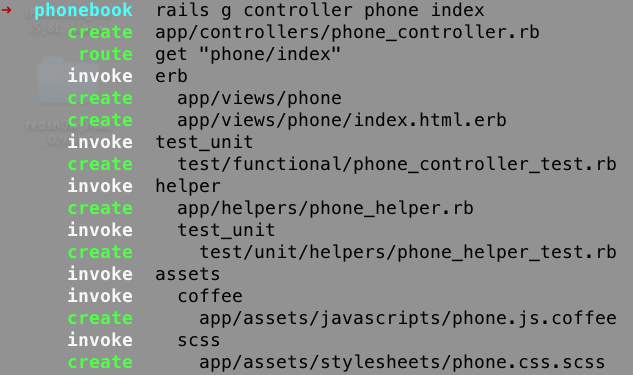 ➜ phonebook rails g controller phone index
create app/controllers/phone_controller.rb
route get "phone/index"
invoke erb
create app/views/phone
create app/views/phone/index.html.erb
invoke test_unit
create test/functional/phone_controller_test.rb
invoke helper
create app/helpers/phone_helper.rb
invoke test_unit
create test/unit/helpers/phone_helper_test.rb
invoke assets
invoke coffee
create app/assets/javascripts/phone.js.coffee
invoke scss
create app/assets/stylesheets/phone.css.scss